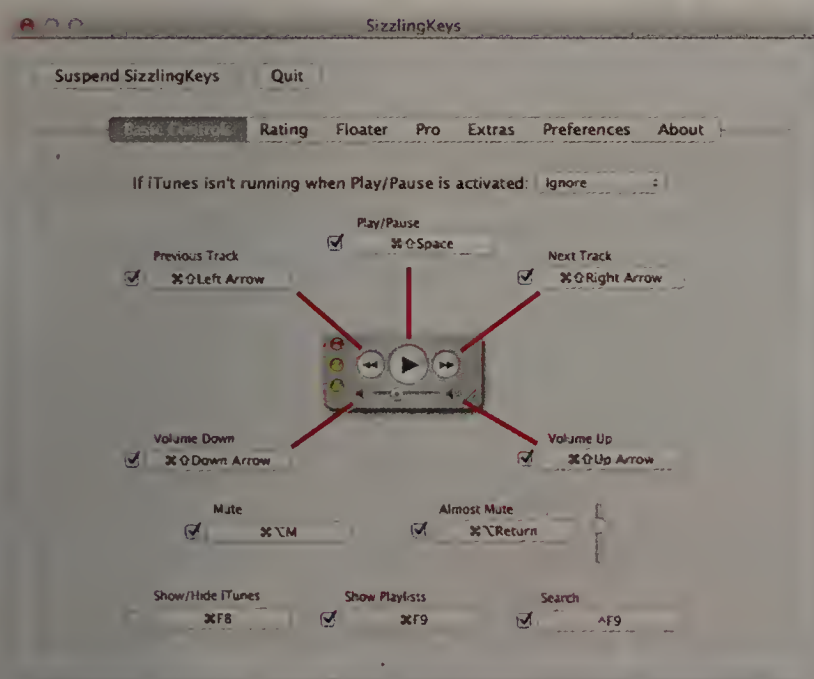 SizzlingKeys
Suspend SizzlingKeys Quit
Basic Controls Rating Floater Pro Extras Preferences About
If iTunes isn't running when Play/Pause is activated: Ignore
Play/Pause
⌘⇧Space
Previous Track Next Track
⌘⇧Left Arrow ⌘⇧Right Arrow
Volume Down Volume Up
⌘⇧Down Arrow ⌘⇧Up Arrow
Mute Almost Mute
⌘⌥M ⌘⌥Return
Show/Hide iTunes Show Playlists Search
⌘F8 ⌘F9 ^F9